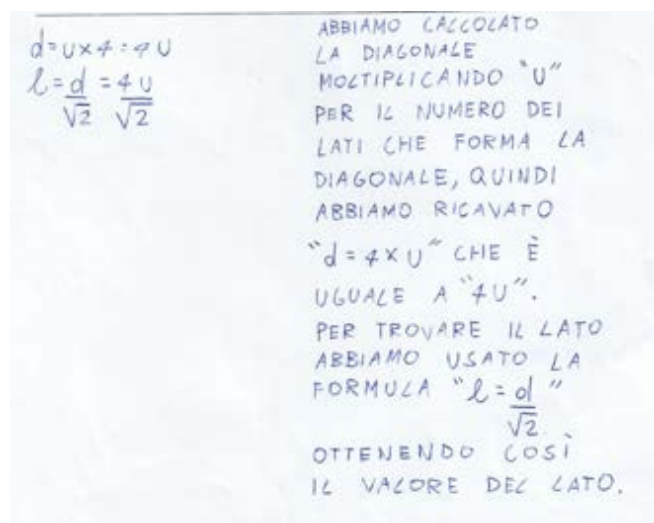 d=U×4=4U
l=d/√2=4U/√2
ABBIAMO CALCOLATO
LA DIAGONALE
MOLTIPLICANDO "U"
PER IL NUMERO DEI
LATI CHE FORMA LA
DIAGONALE, QUINDI
ABBIAMO RICAVATO
"d=4×U" CHE È
UGUALE A "4U".
PER TROVARE IL LATO
ABBIAMO USATO LA
FORMULA "l=d/√2"
OTTENENDO COSÌ
IL VALORE DEL LATO.